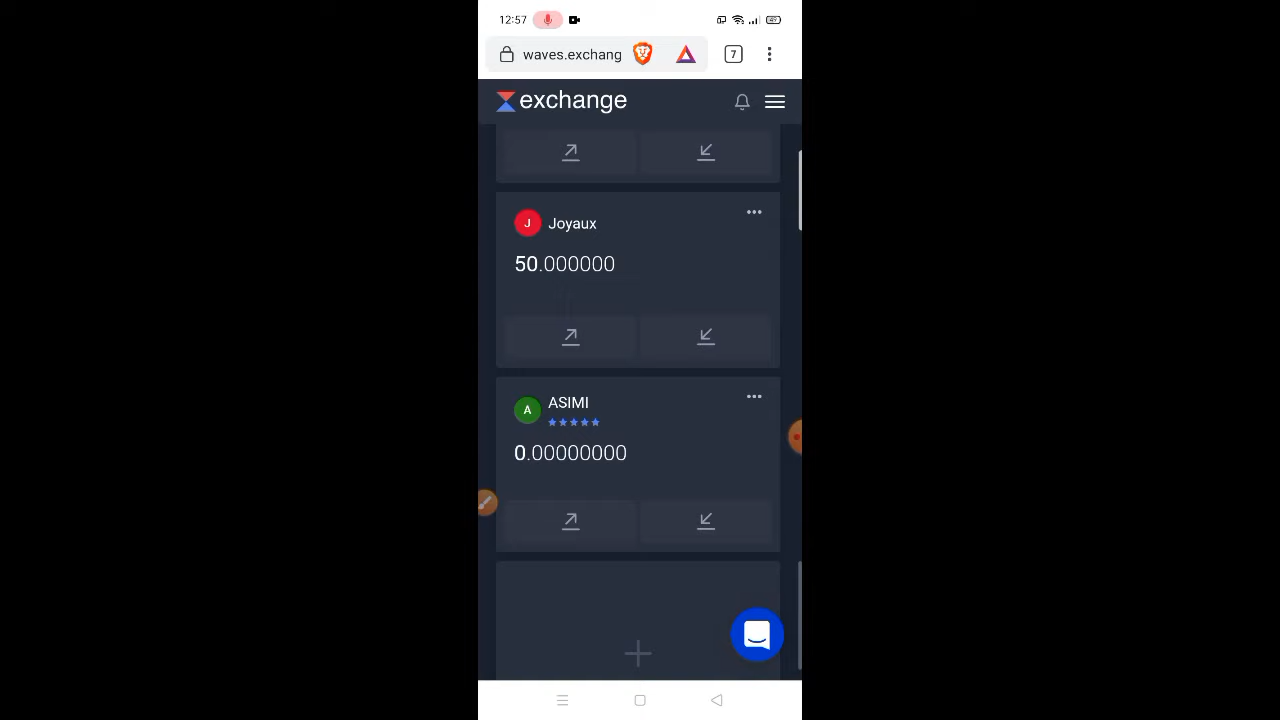 12:57
waves.exchang
7
exchange
J
Joyaux
50.000000
A
ASIMI
0.00000000